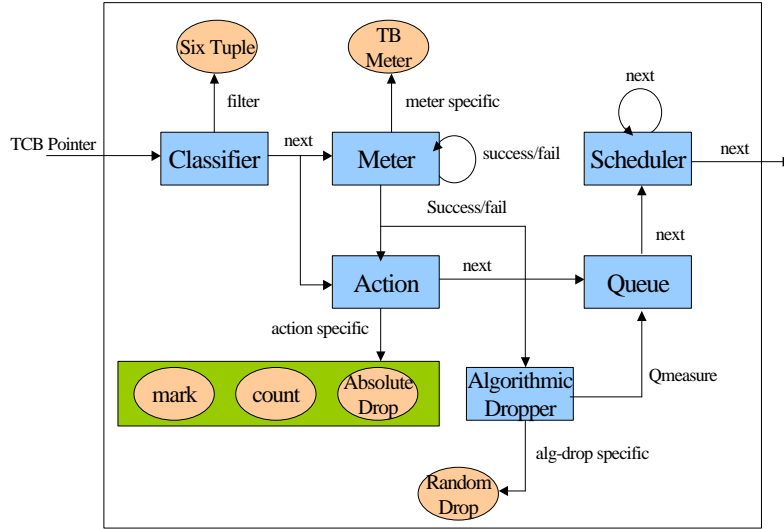 Six Tuple
TB
Meter
next
filter
meter specific
TCB Pointer
Classifier
next
Meter
success/fail
Scheduler
next
Success/fail
next
Action
next
Queue
action specific
mark
count
Absolute
Drop
Algorithmic
Dropper
Qmeasure
alg-drop specific
Random
Drop